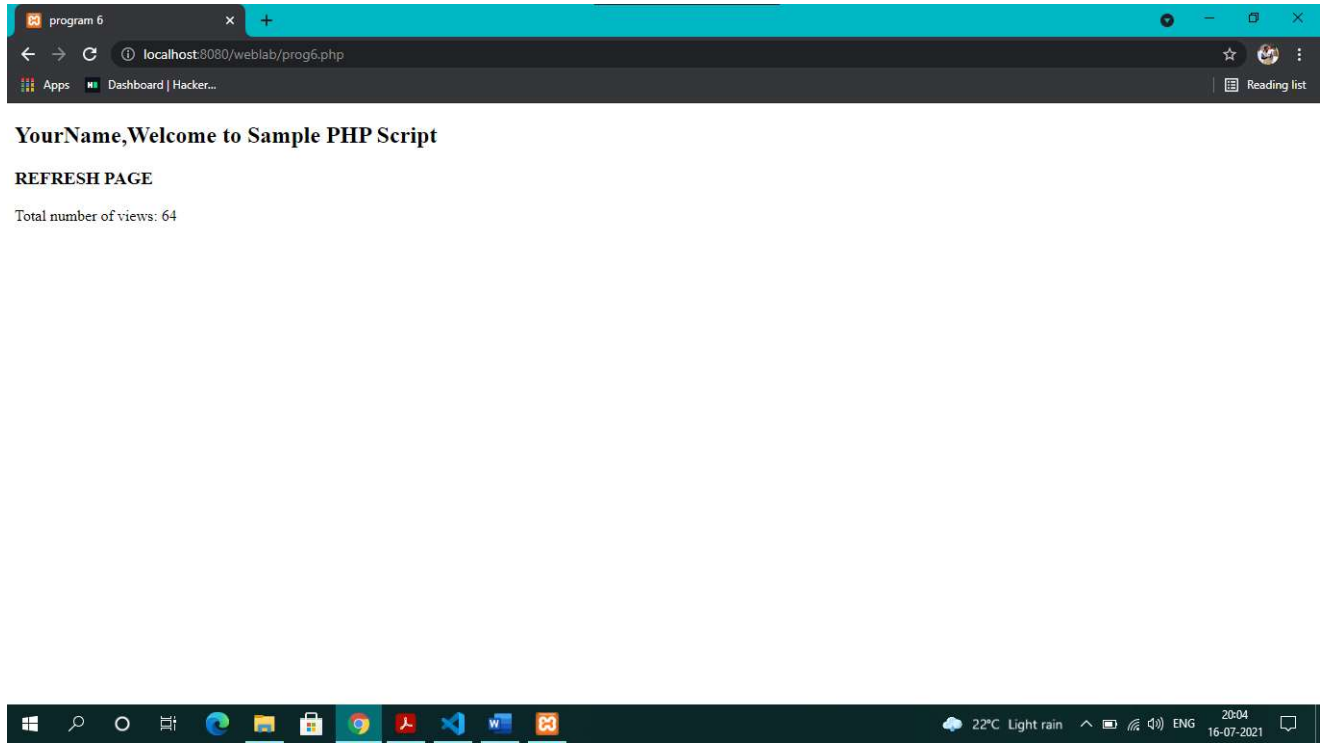 program 6
localhost:8080/weblab/prog6.php
Apps
Dashboard | Hacker...
Reading list
YourName,Welcome to Sample PHP Script
REFRESH PAGE
Total number of views: 64
22°C Light rain
ENG
20:04
16-07-2021